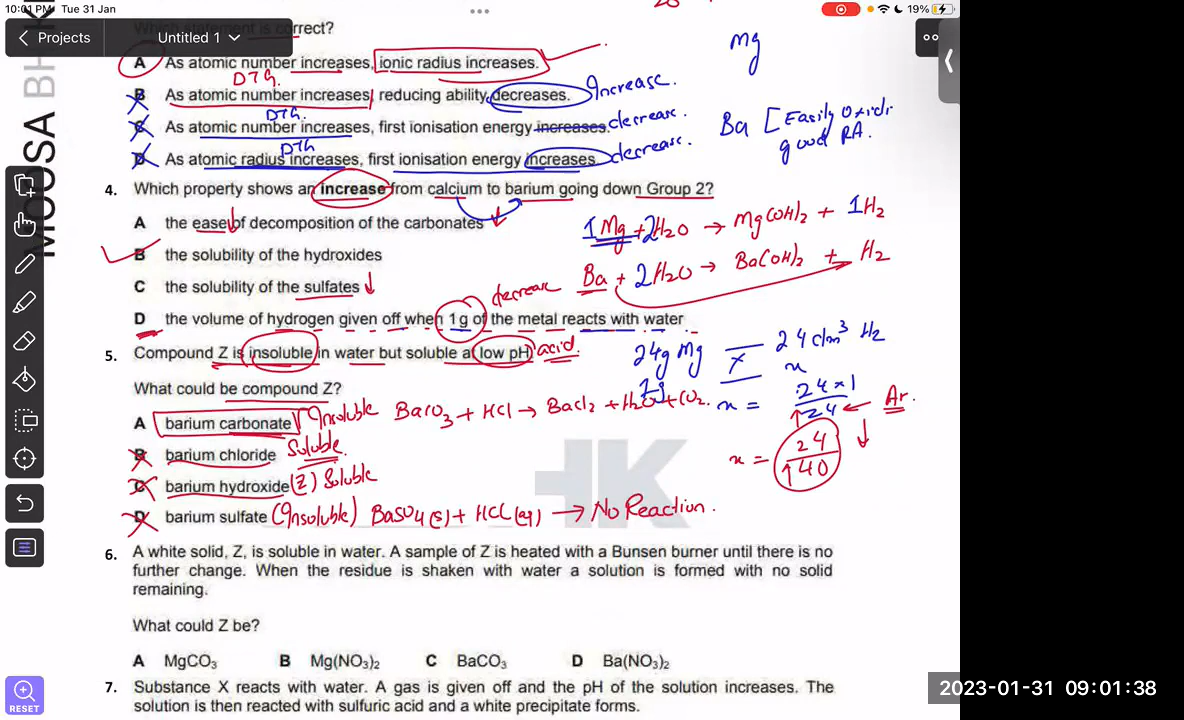 10:01 PM Tue 31 Jan
19%
Projects
Untitled 1
correct?
A As atomic number increases, ionic radius increases.
mg
DTG.
B As atomic number increases, reducing ability decreases. Increase.
DTG.
C As atomic number increases, first ionisation energy increases. decrease.
Ba [Easily
good RA.
DTG
D As atomic radius increases, first ionisation energy increases. decrease.
4. Which property shows an increase from calcium to barium going down Group 2?
A the ease of decomposition of the carbonates
1Mg + 2H2O → Mg(OH)2 + 1H2
B the solubility of the hydroxides
Ba + 2H2O → Ba(OH)2 + H2
C the solubility of the sulfates
decrease
D the volume of hydrogen given off when 1g of the metal reacts with water
5. Compound Z is insoluble in water but soluble at low pH acid.
24g Mg 24dm³ H2
1g x
What could be compound Z?
x = 24×1
24 ← Ar.
A barium carbonate Insoluble BaCO3 + HCl → BaCl2 + H2O + CO2.
B barium chloride Soluble.
x = 24
40
C barium hydroxide (2) Soluble
D barium sulfate (Insoluble) BaSO4(s) + HCl(aq) → No Reaction.
6. A white solid, Z, is soluble in water. A sample of Z is heated with a Bunsen burner until there is no
further change. When the residue is shaken with water a solution is formed with no solid
remaining.
What could Z be?
A MgCO3 B Mg(NO3)2 C BaCO3 D Ba(NO3)2
7. Substance X reacts with water. A gas is given off and the pH of the solution increases. The
solution is then reacted with sulfuric acid and a white precipitate forms.
MOOSA
RESET
2023-01-31 09:01:38